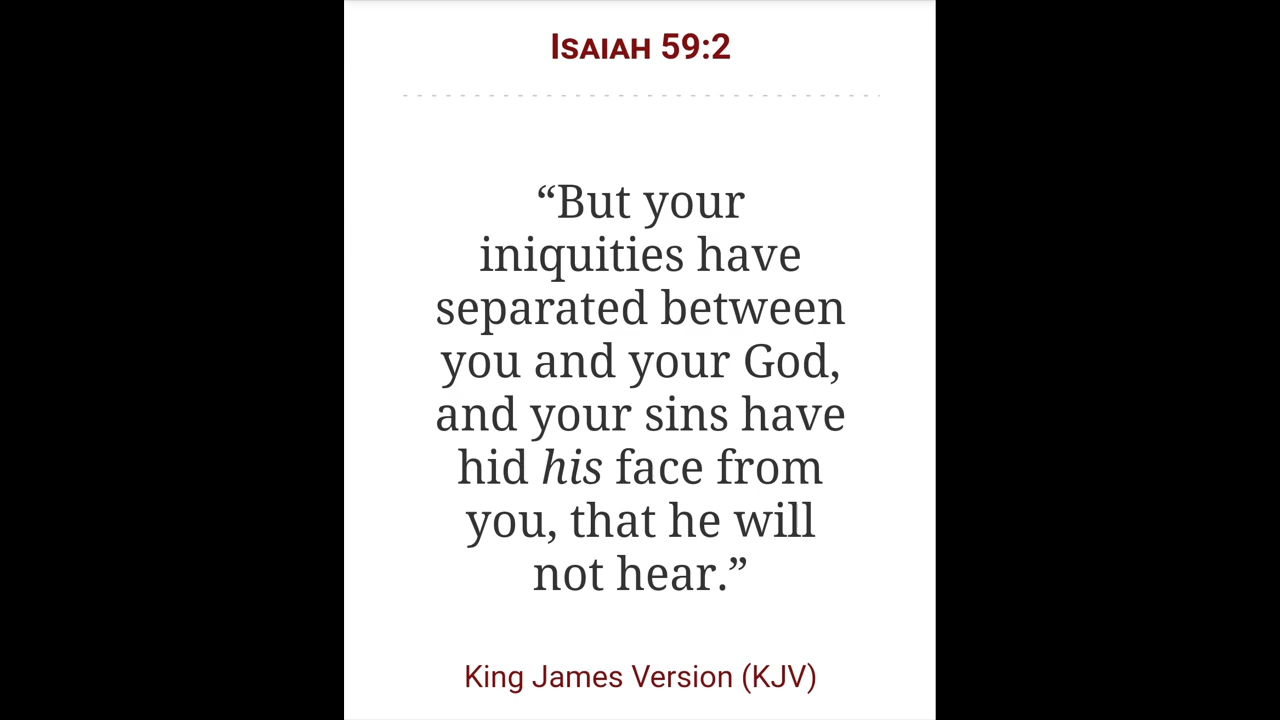 Isaiah 59:2
“But your
iniquities have
separated between
you and your God,
and your sins have
hid his face from
you, that he will
not hear.”
King James Version (KJV)